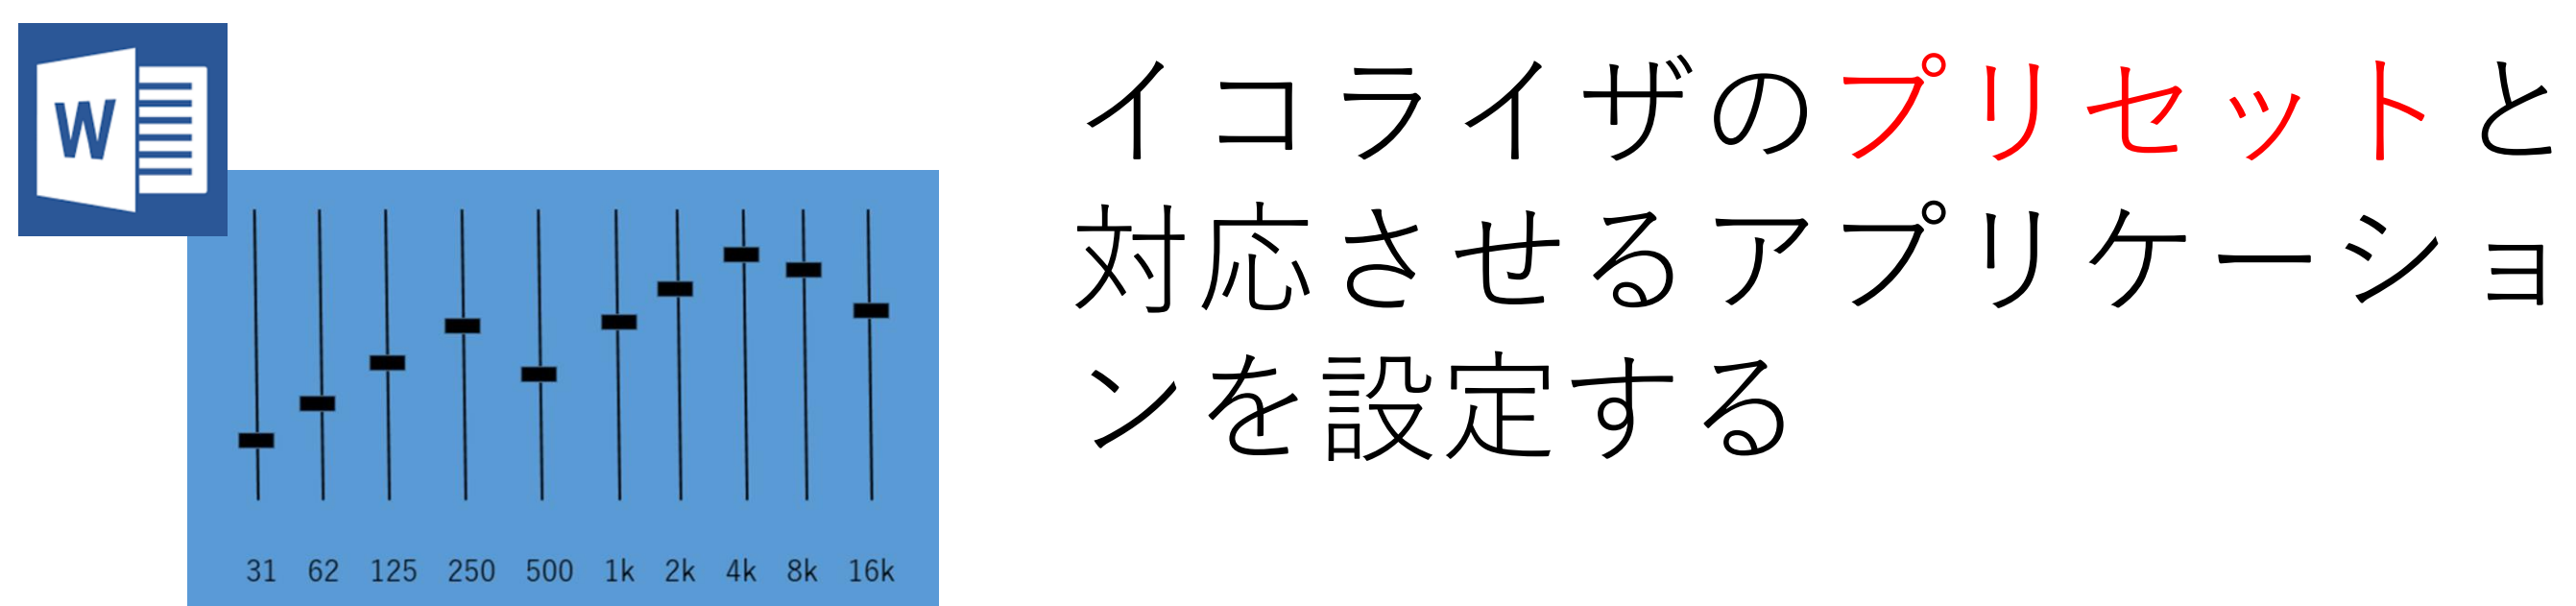 W
イコライザのプリセットと
対応させるアプリケーショ
ンを設定する
31 62 125 250 500 1k 2k 4k 8k 16k